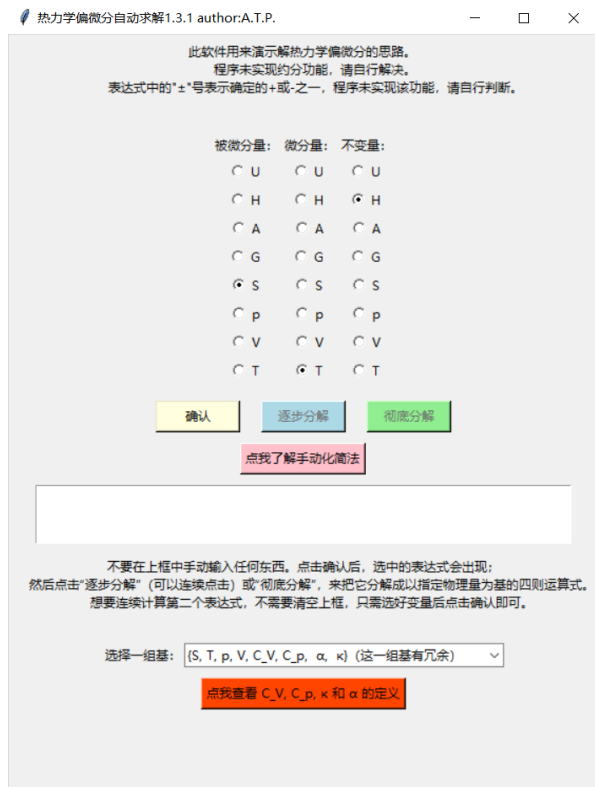 热力学偏微分自动求解1.3.1 author:A.T.P.
此软件用来演示解热力学偏微分的思路。
程序未实现约分功能，请自行解决。
表达式中的"±"号表示确定的+或-之一，程序未实现该功能，请自行判断。
被微分量： 微分量： 不变量：
U U U
H H H
A A A
G G G
S S S
p p p
V V V
T T T
确认 逐步分解 彻底分解
点我了解手动化简法
不要在上框中手动输入任何东西。点击确认后，选中的表达式会出现；
然后点击“逐步分解”（可以连续点击）或“彻底分解”，来把它分解成以指定物理量为基的四则运算式。
想要连续计算第二个表达式，不需要清空上框，只需选好变量后点击确认即可。
选择一组基： {S, T, p, V, C_V, C_p, α, κ}（这一组基有冗余）
点我查看 C_V, C_p, κ 和 α 的定义